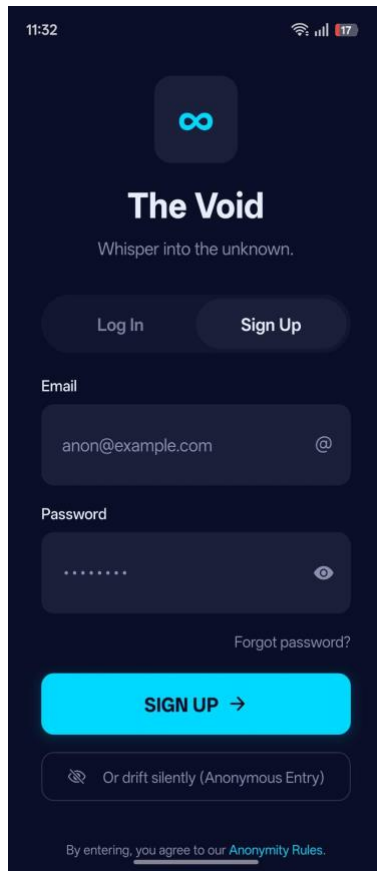 11:32
17
The Void
Whisper into the unknown.
Log In Sign Up
Email
anon@example.com @
Password
Forgot password?
SIGN UP →
Or drift silently (Anonymous Entry)
By entering, you agree to our Anonymity Rules.